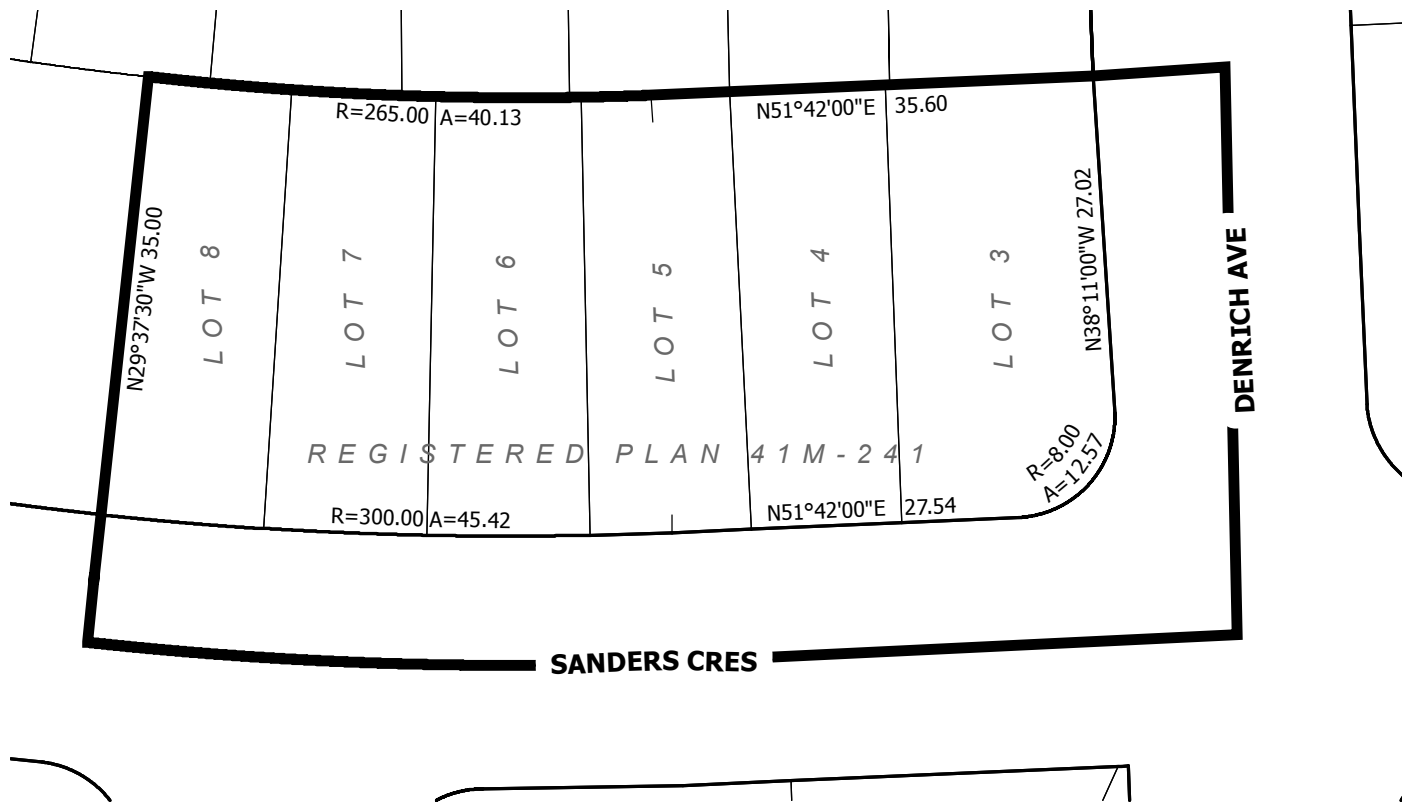 R=265.00 A=40.13
N51°42'00"E 35.60
N29°37'30"W 35.00
LOT 8
LOT 7
LOT 6
LOT 5
LOT 4
LOT 3
N38°11'00"W 27.02
DENRICH AVE
REGISTERED PLAN 41M-241
R=8.00
A=12.57
R=300.00 A=45.42
N51°42'00"E 27.54
SANDERS CRES